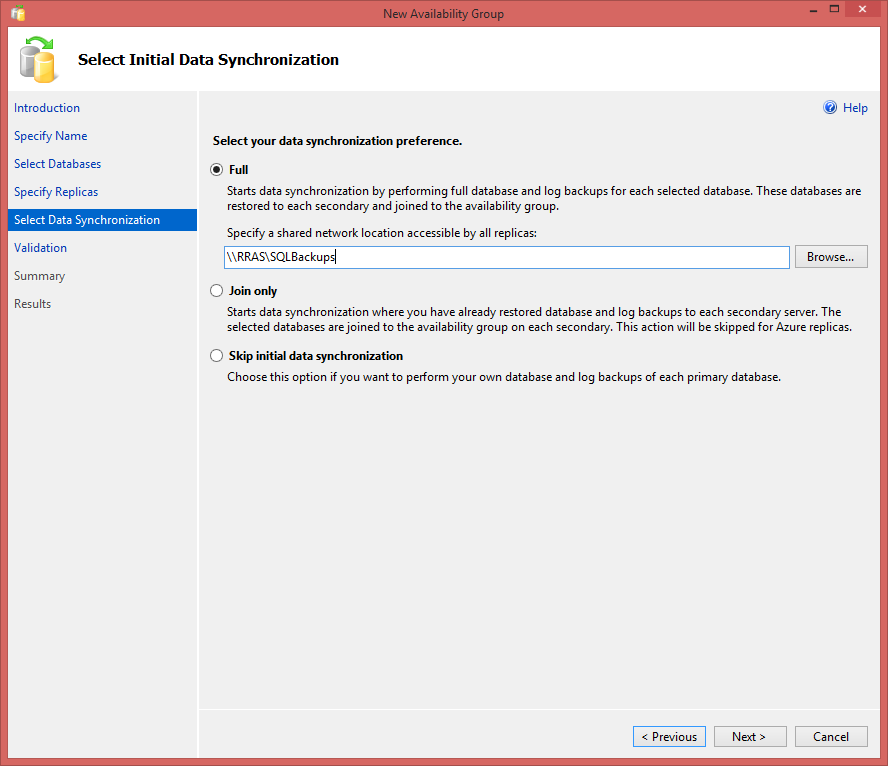 New Availability Group
Select Initial Data Synchronization
Introduction
Specify Name
Select Databases
Specify Replicas
Select Data Synchronization
Validation
Summary
Results
Help
Select your data synchronization preference.
Full
Starts data synchronization by performing full database and log backups for each selected database. These databases are
restored to each secondary and joined to the availability group.
Specify a shared network location accessible by all replicas:
\\RRAS\SQLBackups
Browse...
Join only
Starts data synchronization where you have already restored database and log backups to each secondary server. The
selected databases are joined to the availability group on each secondary. This action will be skipped for Azure replicas.
Skip initial data synchronization
Choose this option if you want to perform your own database and log backups of each primary database.
< Previous
Next >
Cancel